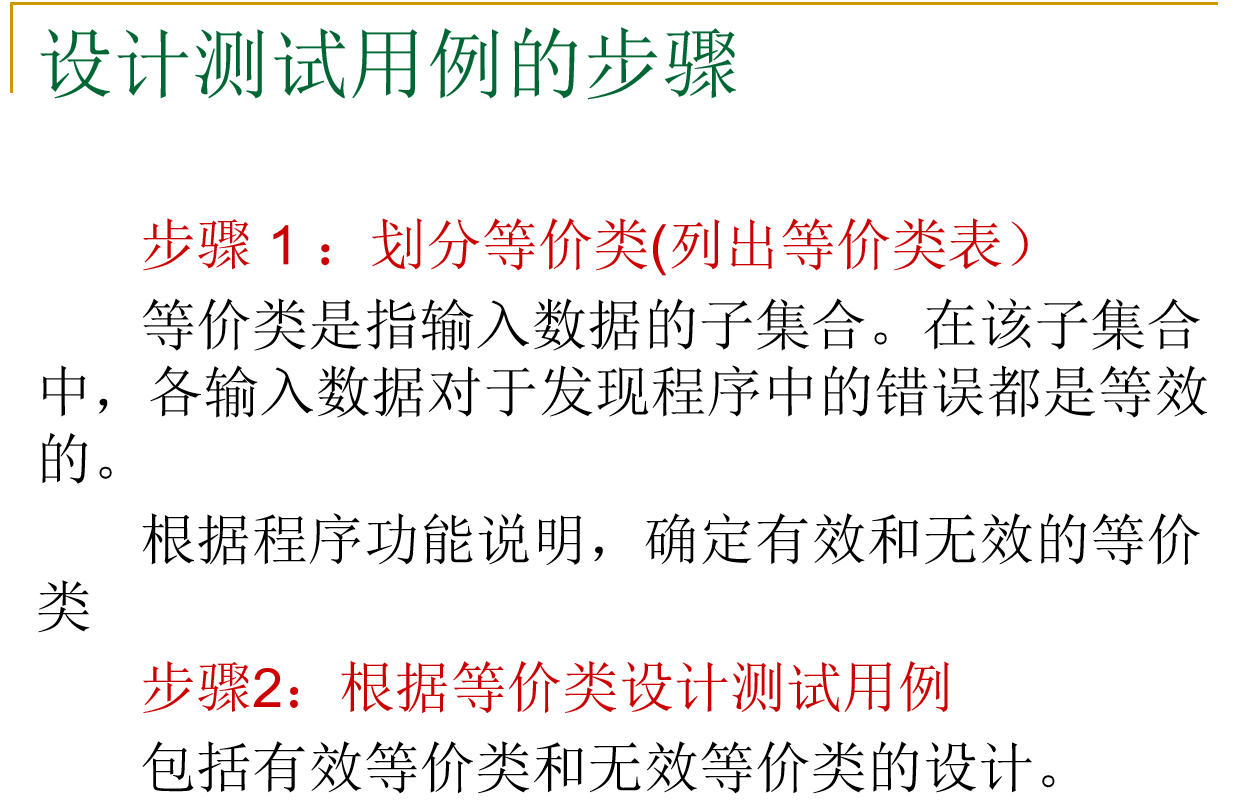 设计测试用例的步骤
步骤 1 ：划分等价类(列出等价类表）
等价类是指输入数据的子集合。在该子集合
中，各输入数据对于发现程序中的错误都是等效
的。
根据程序功能说明，确定有效和无效的等价
类
步骤2：根据等价类设计测试用例
包括有效等价类和无效等价类的设计。